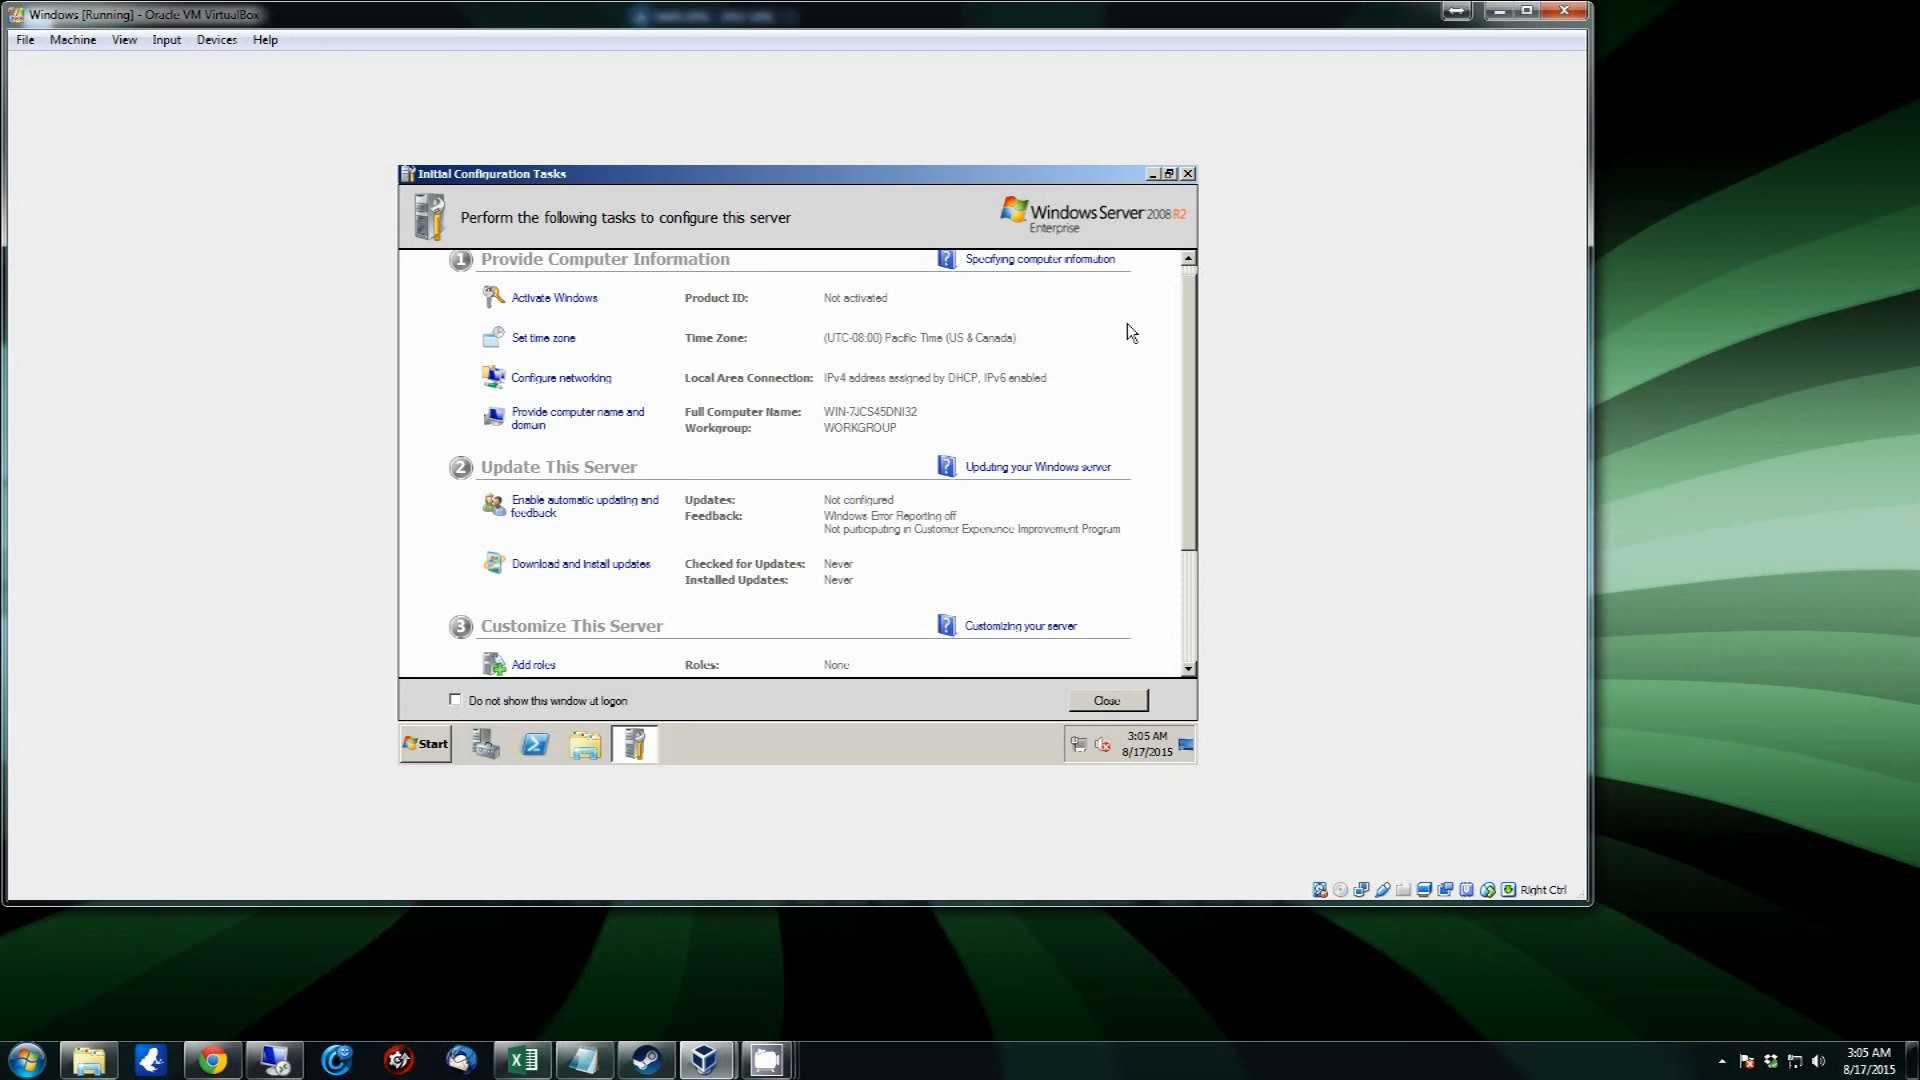 Windows [Running] - Oracle VM VirtualBox
File Machine View Input Devices Help
Initial Configuration Tasks
Perform the following tasks to configure this server
Windows Server 2008 R2
Enterprise
1 Provide Computer Information
Specifying computer information
Activate Windows Product ID: Not activated
Set time zone Time Zone: (UTC-08:00) Pacific Time (US & Canada)
Configure networking Local Area Connection: IPv4 address assigned by DHCP, IPv6 enabled
Provide computer name and Full Computer Name: WIN-7JCS45DNI32
domain Workgroup: WORKGROUP
2 Update This Server
Updating your Windows server
Enable automatic updating and Updates: Not configured
feedback Feedback: Windows Error Reporting off
Not participating in Customer Experience Improvement Program
Download and install updates Checked for Updates: Never
Installed Updates: Never
3 Customize This Server
Customizing your server
Add roles Roles: None
Do not show this window at logon
Close
Start
3:05 AM
8/17/2015
Right Ctrl
3:05 AM
8/17/2015